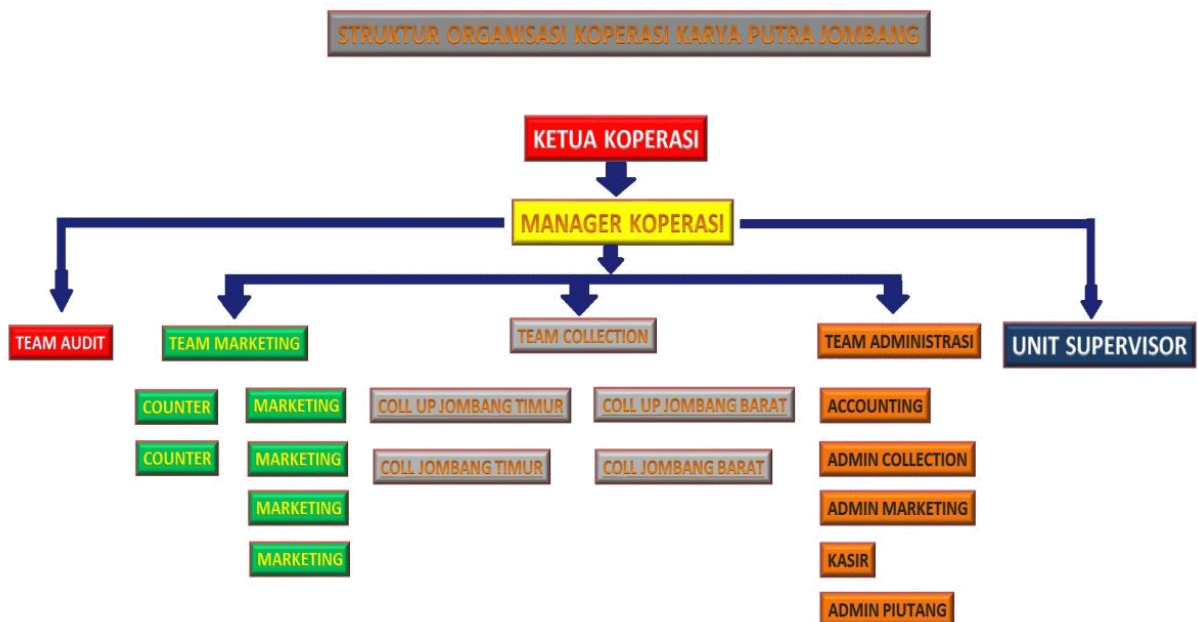 STRUKTUR ORGANISASI KOPERASI KARYA PUTRA JOMBANG
KETUA KOPERASI
MANAGER KOPERASI
TEAM AUDIT
TEAM MARKETING
TEAM COLLECTION
TEAM ADMINISTRASI
UNIT SUPERVISOR
COUNTER
MARKETING
COLL UP JOMBANG TIMUR
COLL UP JOMBANG BARAT
ACCOUNTING
COUNTER
MARKETING
COLL JOMBANG TIMUR
COLL JOMBANG BARAT
ADMIN COLLECTION
MARKETING
ADMIN MARKETING
MARKETING
KASIR
ADMIN PIUTANG